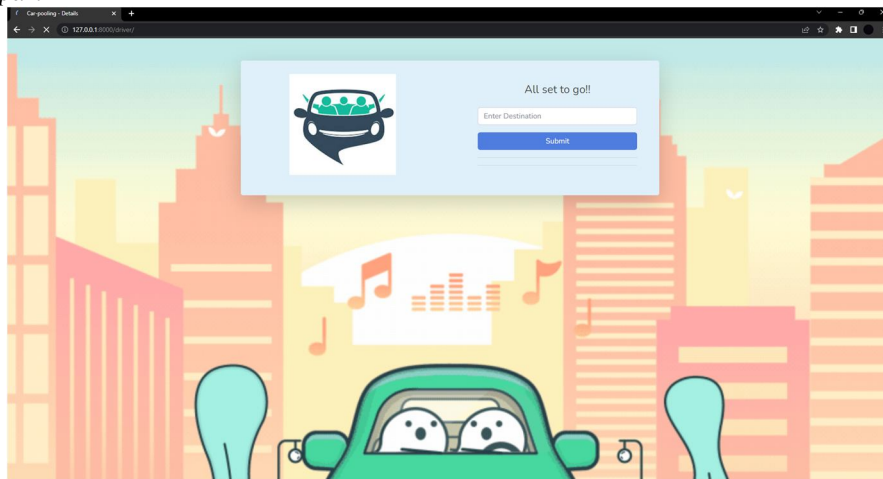 Car-pooling - Details
127.0.0.1:8000/driver/
All set to go!!
Enter Destination
Submit